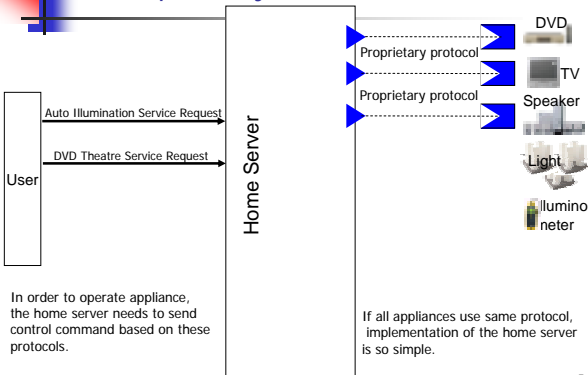 DVD
Proprietary protocol
TV
Proprietary protocol
Speaker
Auto Illumination Service Request
Light
DVD Theatre Service Request
User
Home Server
Illumino
meter
In order to operate appliance,
the home server needs to send
control command based on these
protocols.
If all appliances use same protocol,
implementation of the home server
is so simple.